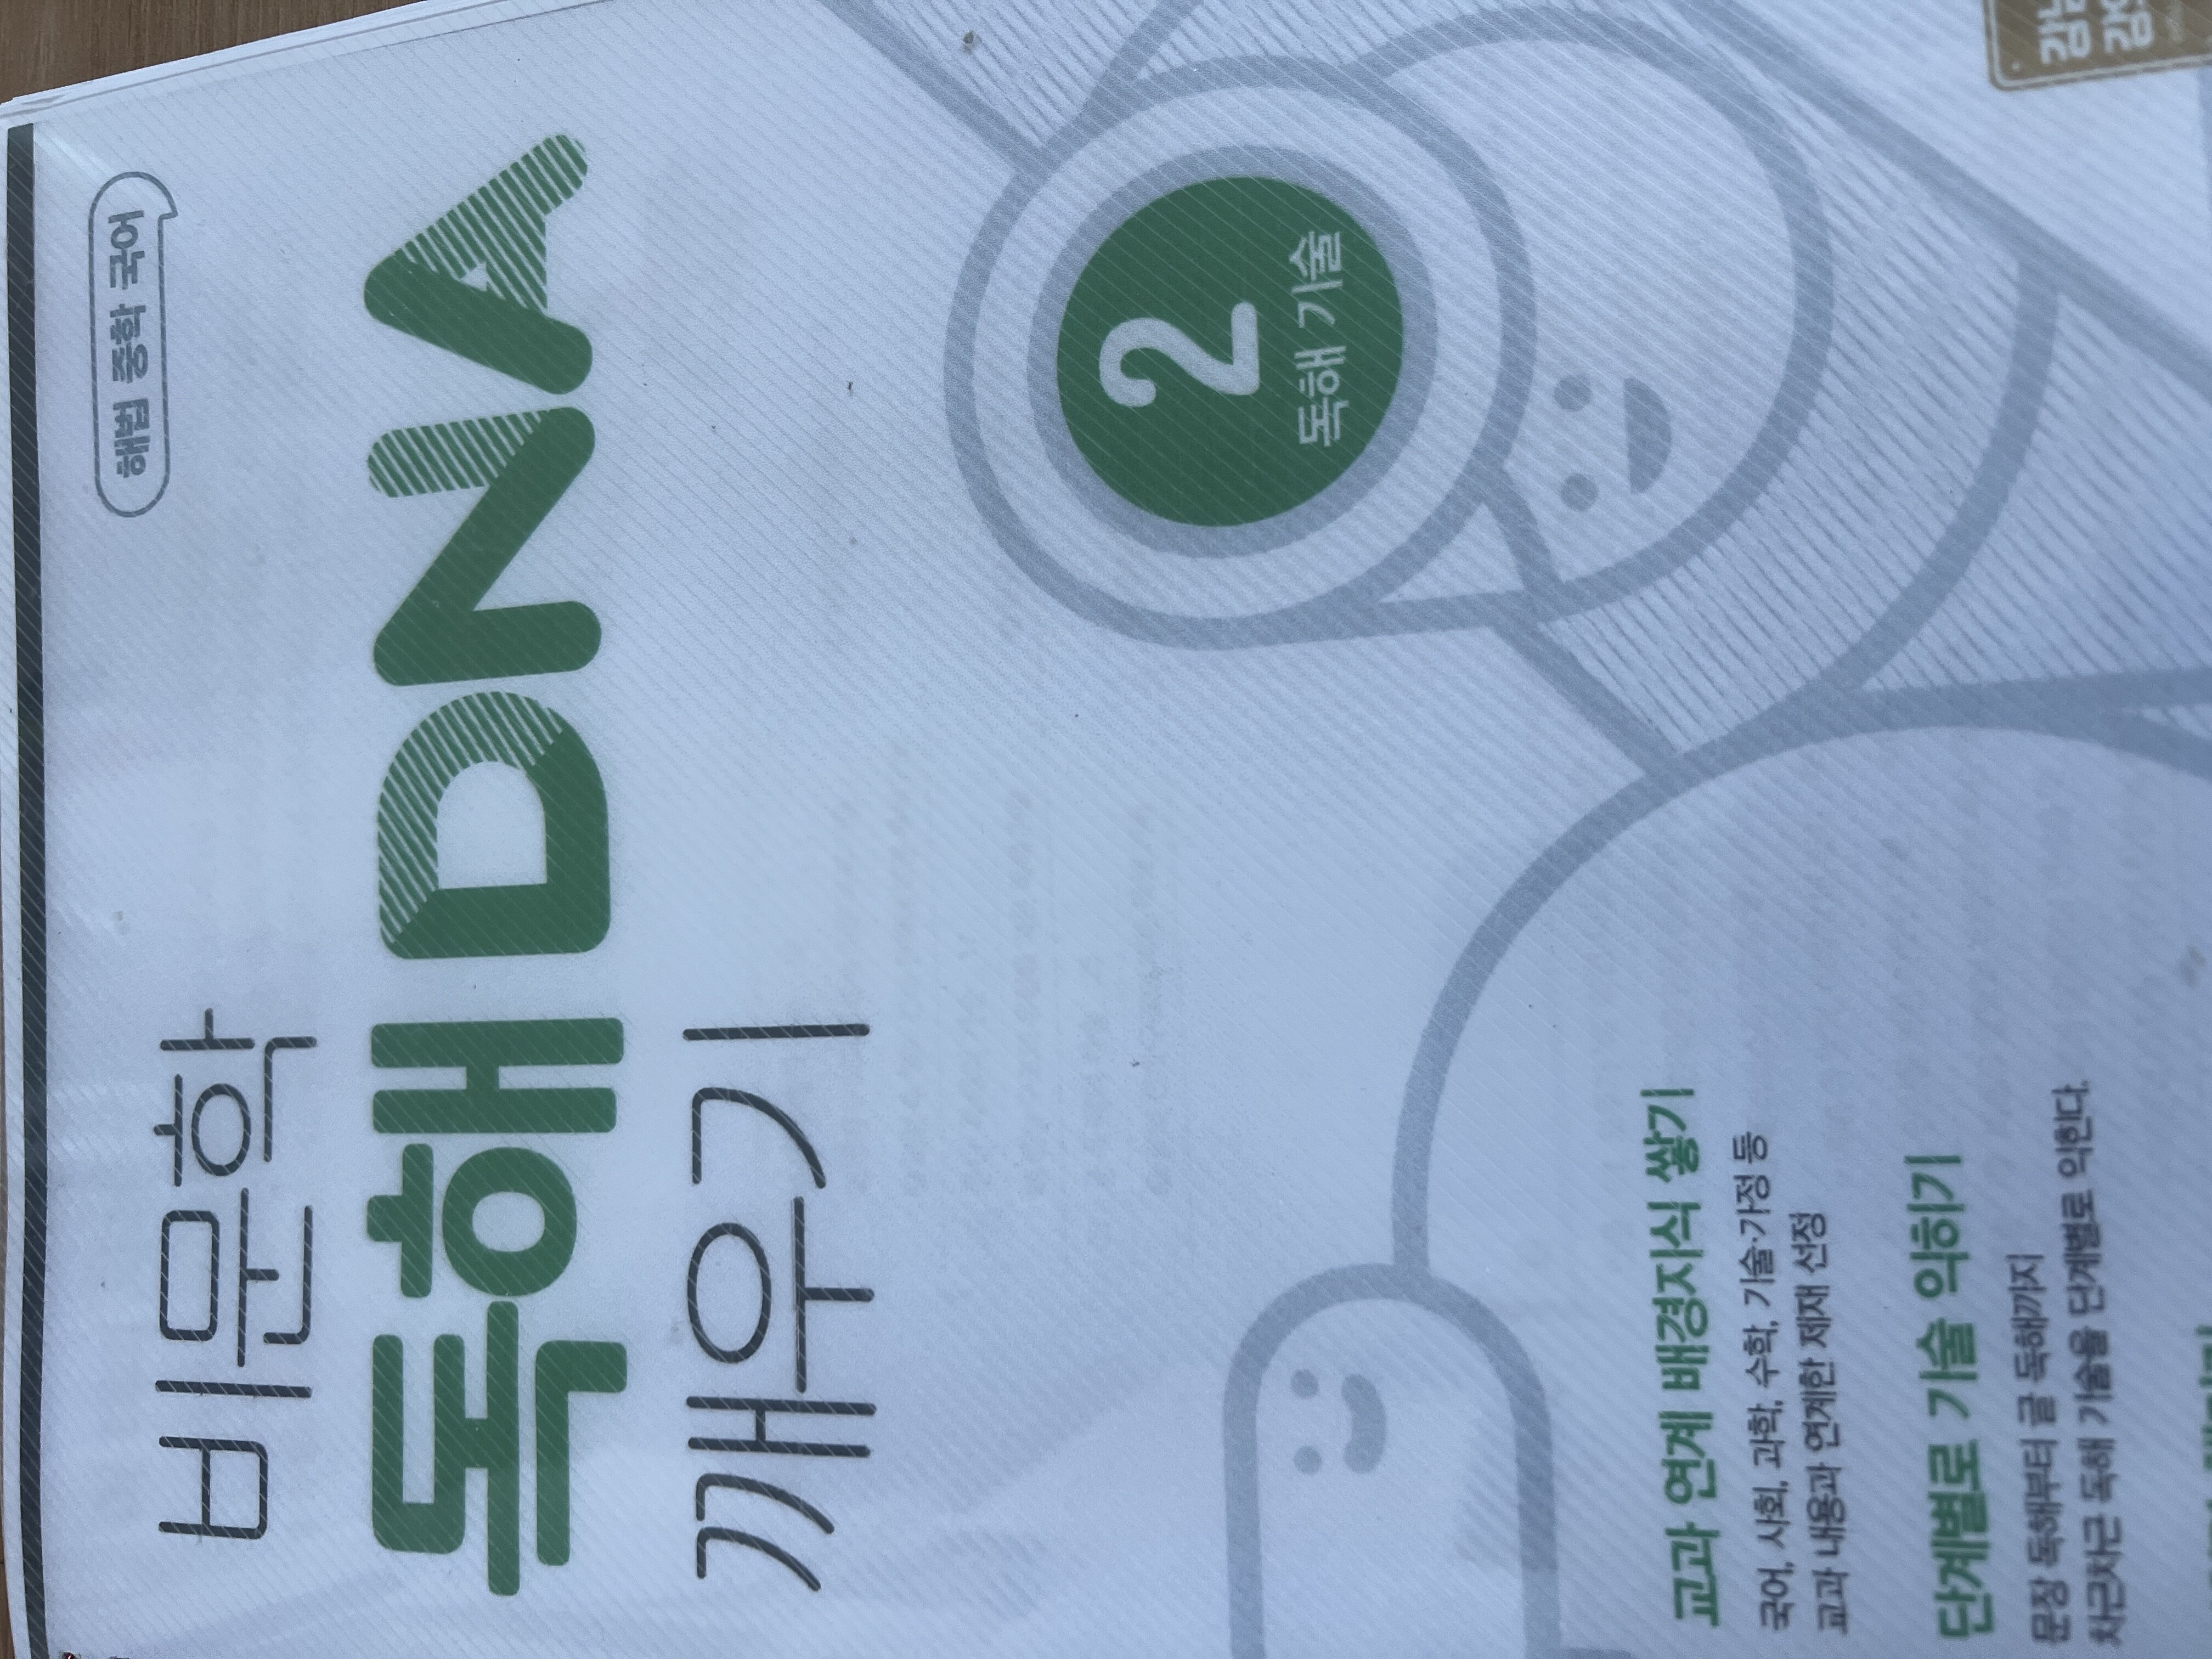 해법 중학 국어
비문학
독해 DNA
깨우기
2
독해 기술
교과 연계 배경지식 쌓기
국어, 사회, 과학, 수학, 기술·가정 등
교과 내용과 연계한 제재 선정
단계별로 기술 익히기
문장 독해부터 글 독해까지
차근차근 독해 기술을 단계별로 익힌다.